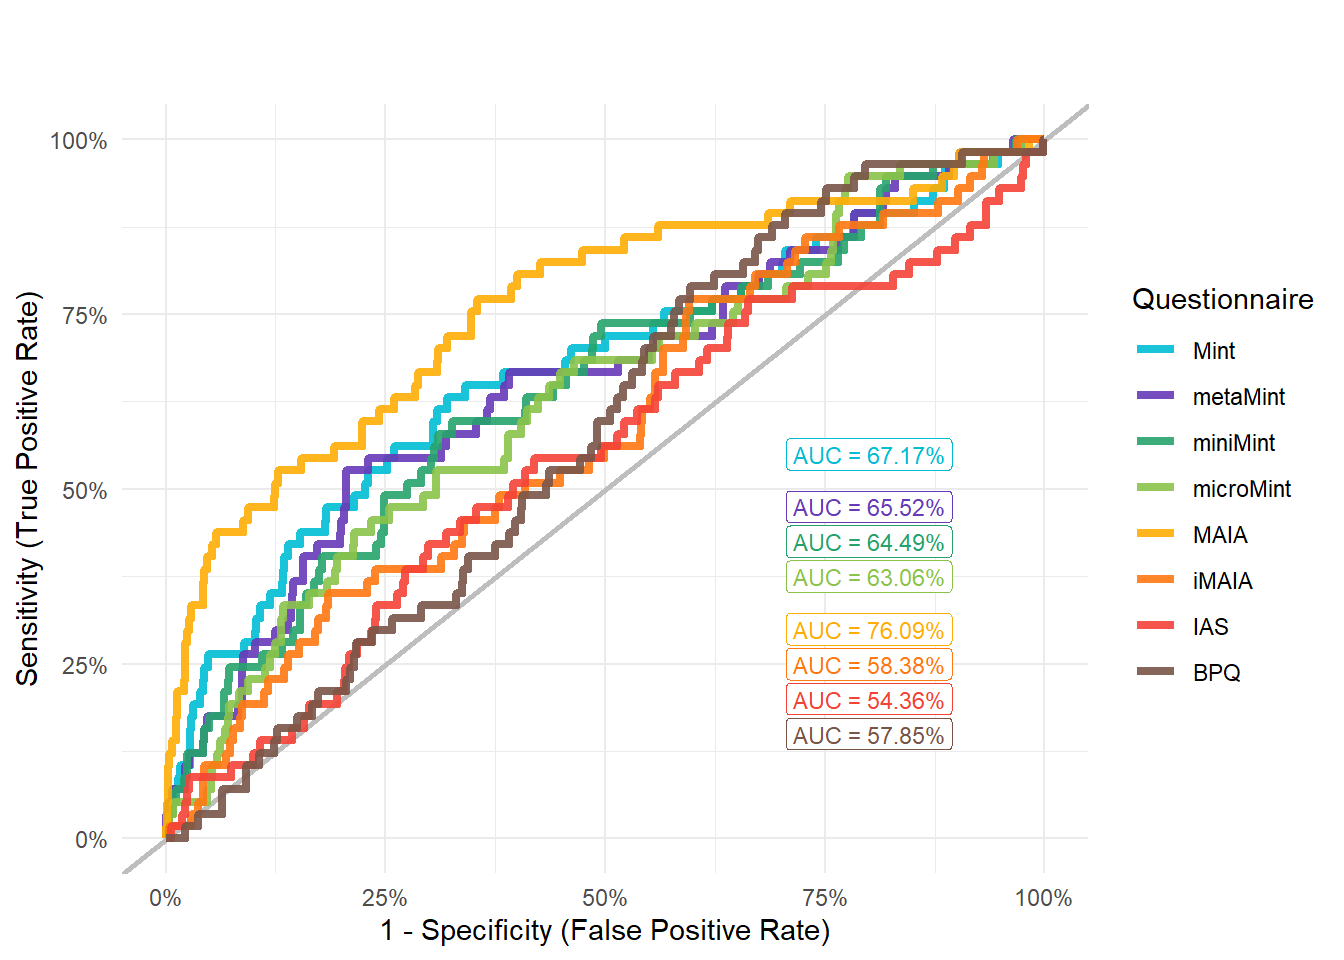 100%
75%
50%
25%
0%
Sensitivity (True Positive Rate)
AUC = 67.17%
AUC = 65.52%
AUC = 64.49%
AUC = 63.06%
AUC = 76.09%
AUC = 58.38%
AUC = 54.36%
AUC = 57.85%
0%
25%
50%
75%
100%
1 - Specificity (False Positive Rate)
Questionnaire
Mint
metaMint
miniMint
microMint
MAIA
iMAIA
IAS
BPQ